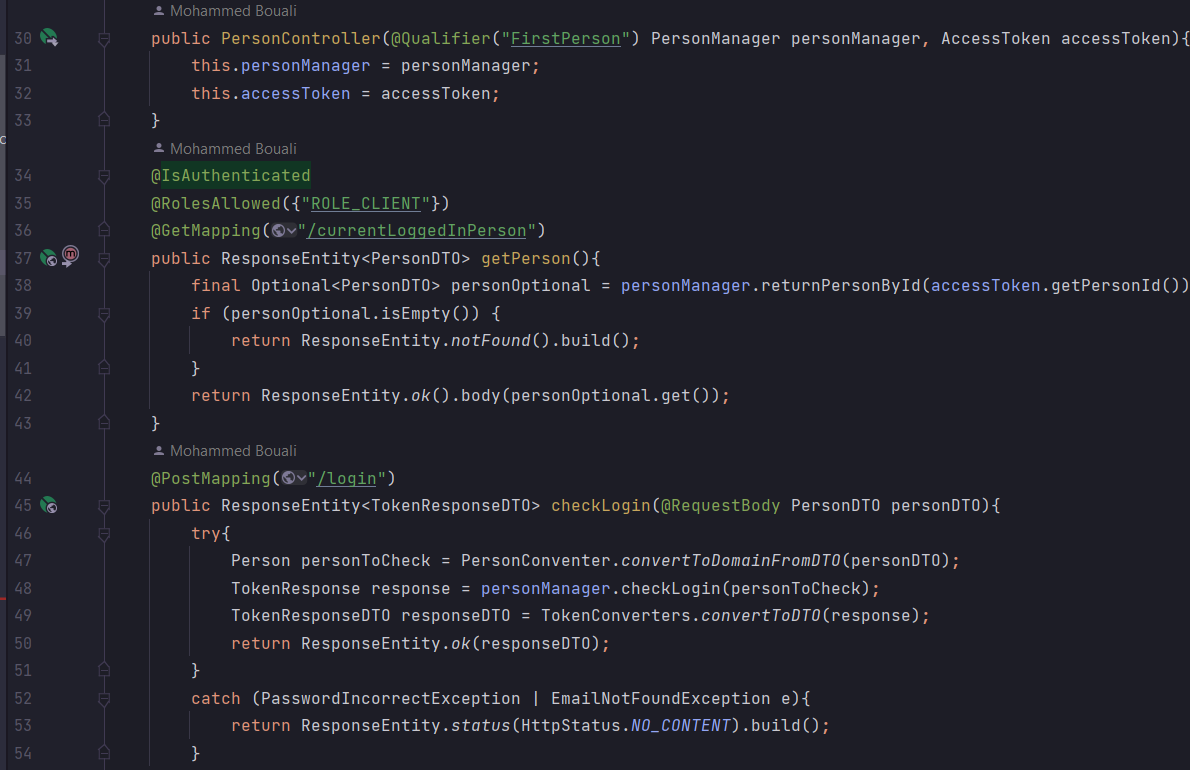 Mohammed Bouali
30 public PersonController(@Qualifier("FirstPerson") PersonManager personManager, AccessToken accessToken){
31 this.personManager = personManager;
32 this.accessToken = accessToken;
33 }
Mohammed Bouali
34 @IsAuthenticated
35 @RolesAllowed({"ROLE_CLIENT"})
36 @GetMapping("/currentLoggedInPerson")
37 public ResponseEntity<PersonDTO> getPerson(){
38 final Optional<PersonDTO> personOptional = personManager.returnPersonById(accessToken.getPersonId())
39 if (personOptional.isEmpty()) {
40 return ResponseEntity.notFound().build();
41 }
42 return ResponseEntity.ok().body(personOptional.get());
43 }
Mohammed Bouali
44 @PostMapping("/login")
45 public ResponseEntity<TokenResponseDTO> checkLogin(@RequestBody PersonDTO personDTO){
46 try{
47 Person personToCheck = PersonConventer.convertToDomainFromDTO(personDTO);
48 TokenResponse response = personManager.checkLogin(personToCheck);
49 TokenResponseDTO responseDTO = TokenConverters.convertToDTO(response);
50 return ResponseEntity.ok(responseDTO);
51 }
52 catch (PasswordIncorrectException | EmailNotFoundException e){
53 return ResponseEntity.status(HttpStatus.NO_CONTENT).build();
54 }